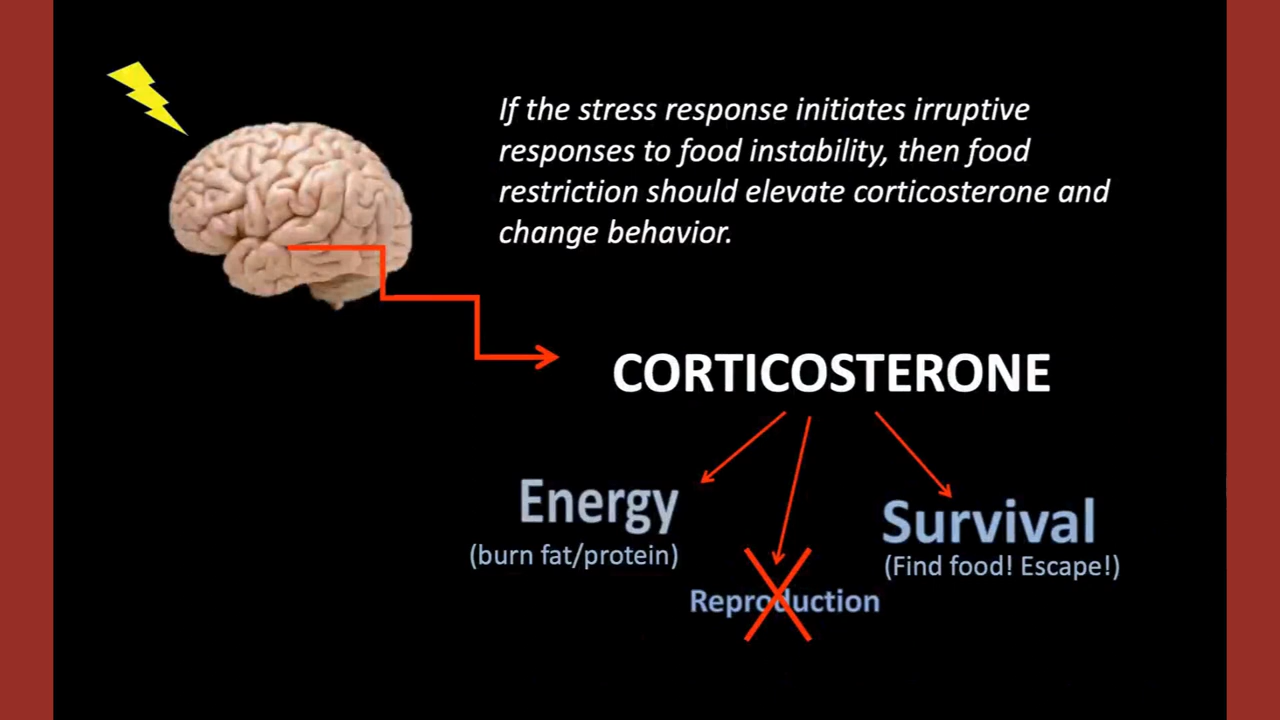 If the stress response initiates irruptive
responses to food instability, then food
restriction should elevate corticosterone and
change behavior.
CORTICOSTERONE
Energy
(burn fat/protein)
Survival
(Find food! Escape!)
Reproduction